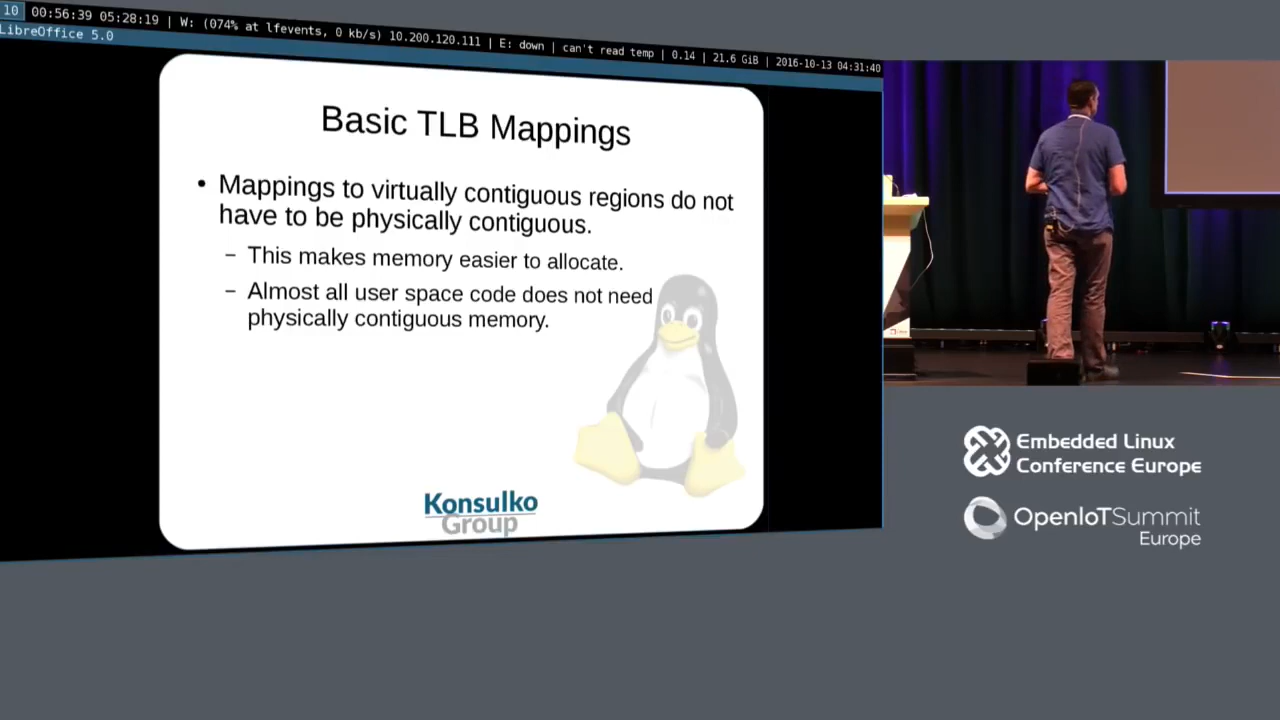 10 00:56:39 05:28:19 | W: (074% at lfevents, 0 kb/s) 10.200.120.111 | E: down | can't read temp | 0.14 | 21.6 GiB | 2016-10-13 04:31:40
LibreOffice 5.0
Basic TLB Mappings
• Mappings to virtually contiguous regions do not
have to be physically contiguous.
– This makes memory easier to allocate.
– Almost all user space code does not need
physically contiguous memory.
Konsulko
Group
Embedded Linux
Conference Europe
OpenIoTSummit
Europe